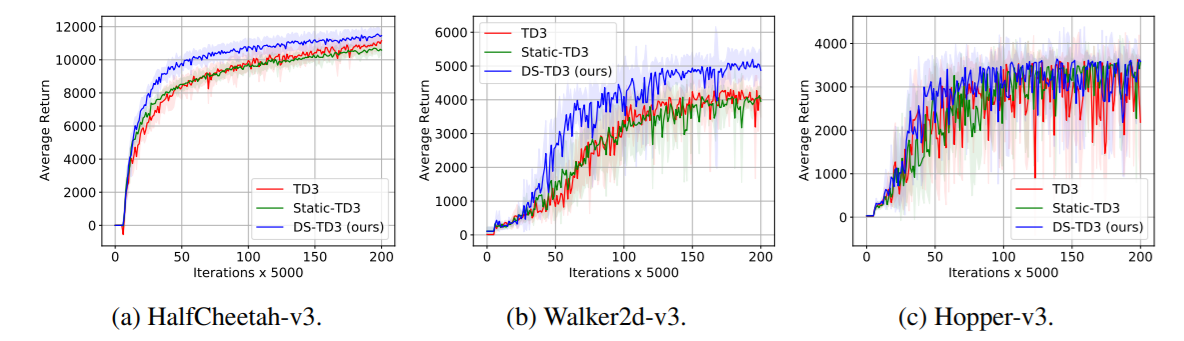 12000
10000
8000
6000
4000
2000
0
Average Return
0 50 100 150 200
Iterations x 5000
TD3
Static-TD3
DS-TD3 (ours)
(a) HalfCheetah-v3.
6000
5000
4000
3000
2000
1000
0
Average Return
0 50 100 150 200
Iterations x 5000
TD3
Static-TD3
DS-TD3 (ours)
(b) Walker2d-v3.
4000
3000
2000
1000
0
Average Return
0 50 100 150 200
Iterations x 5000
TD3
Static-TD3
DS-TD3 (ours)
(c) Hopper-v3.